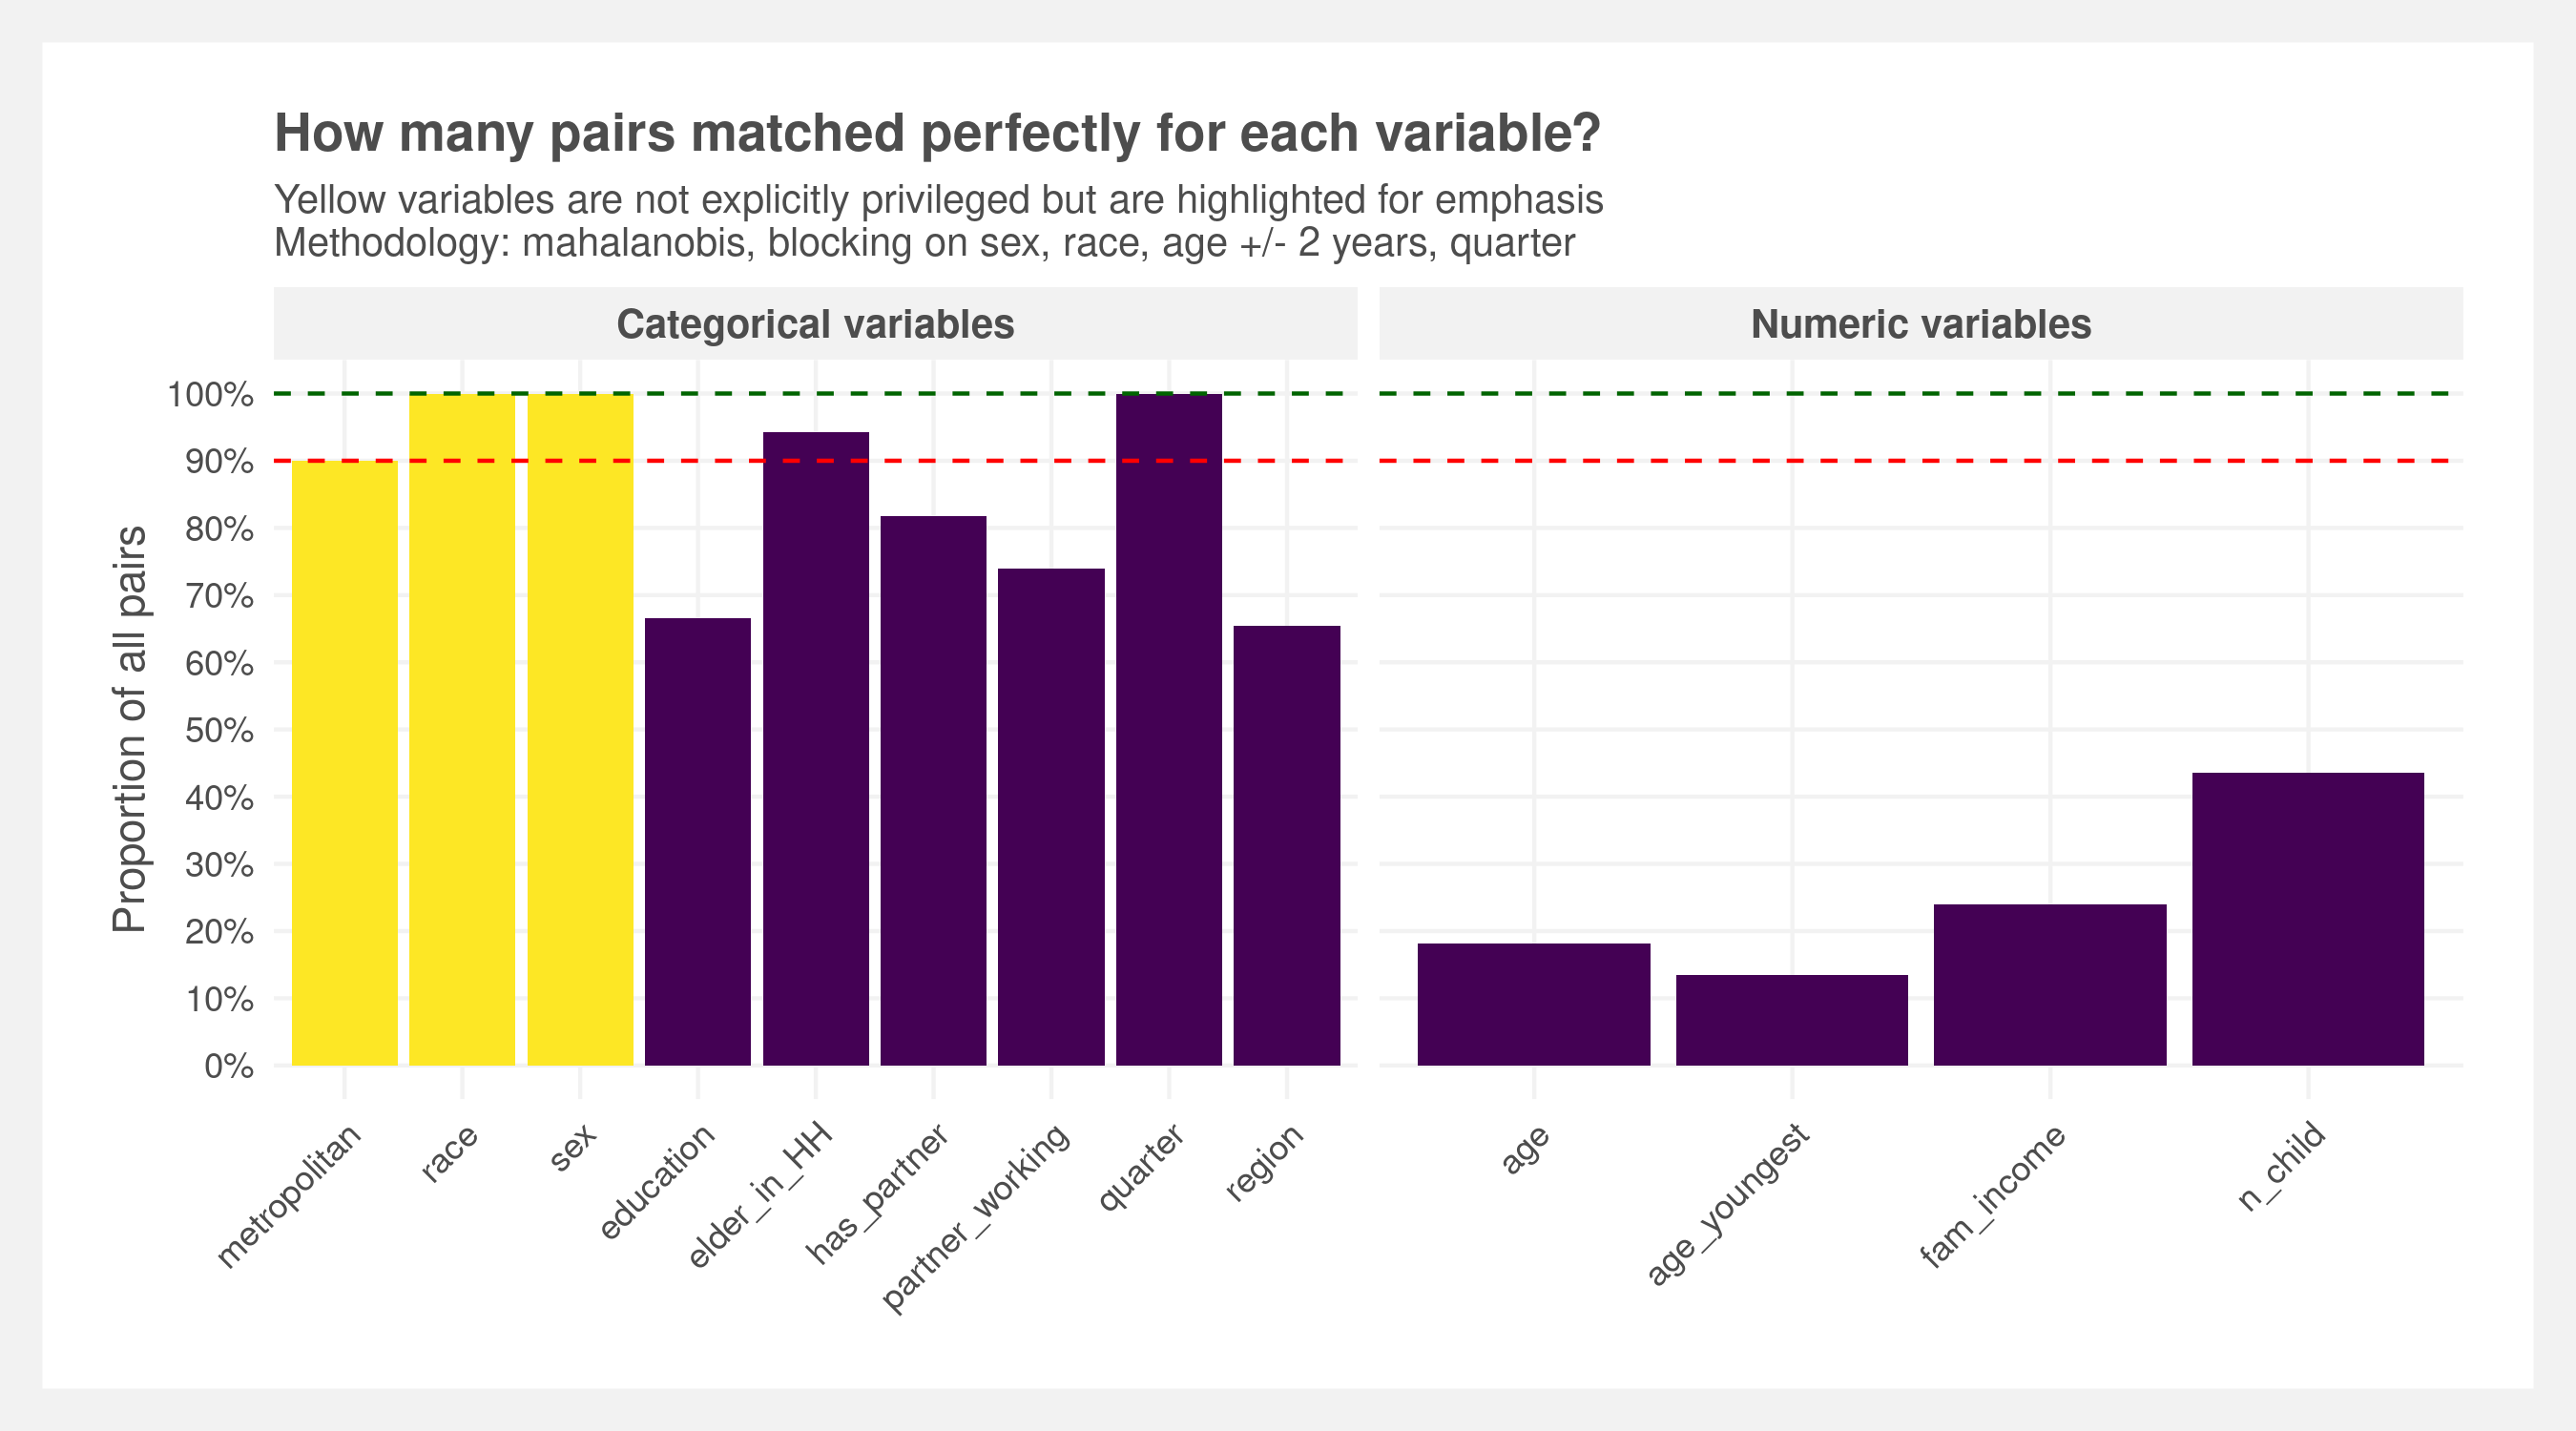 How many pairs matched perfectly for each variable?
Yellow variables are not explicitly privileged but are highlighted for emphasis
Methodology: mahalanobis, blocking on sex, race, age +/- 2 years, quarter
Categorical variables
Numeric variables
Proportion of all pairs
100%
90%
80%
70%
60%
50%
40%
30%
20%
10%
0%
metropolitan
race
sex
education
elder_in_HH
has_partner
partner_working
quarter
region
age
age_youngest
fam_income
n_child